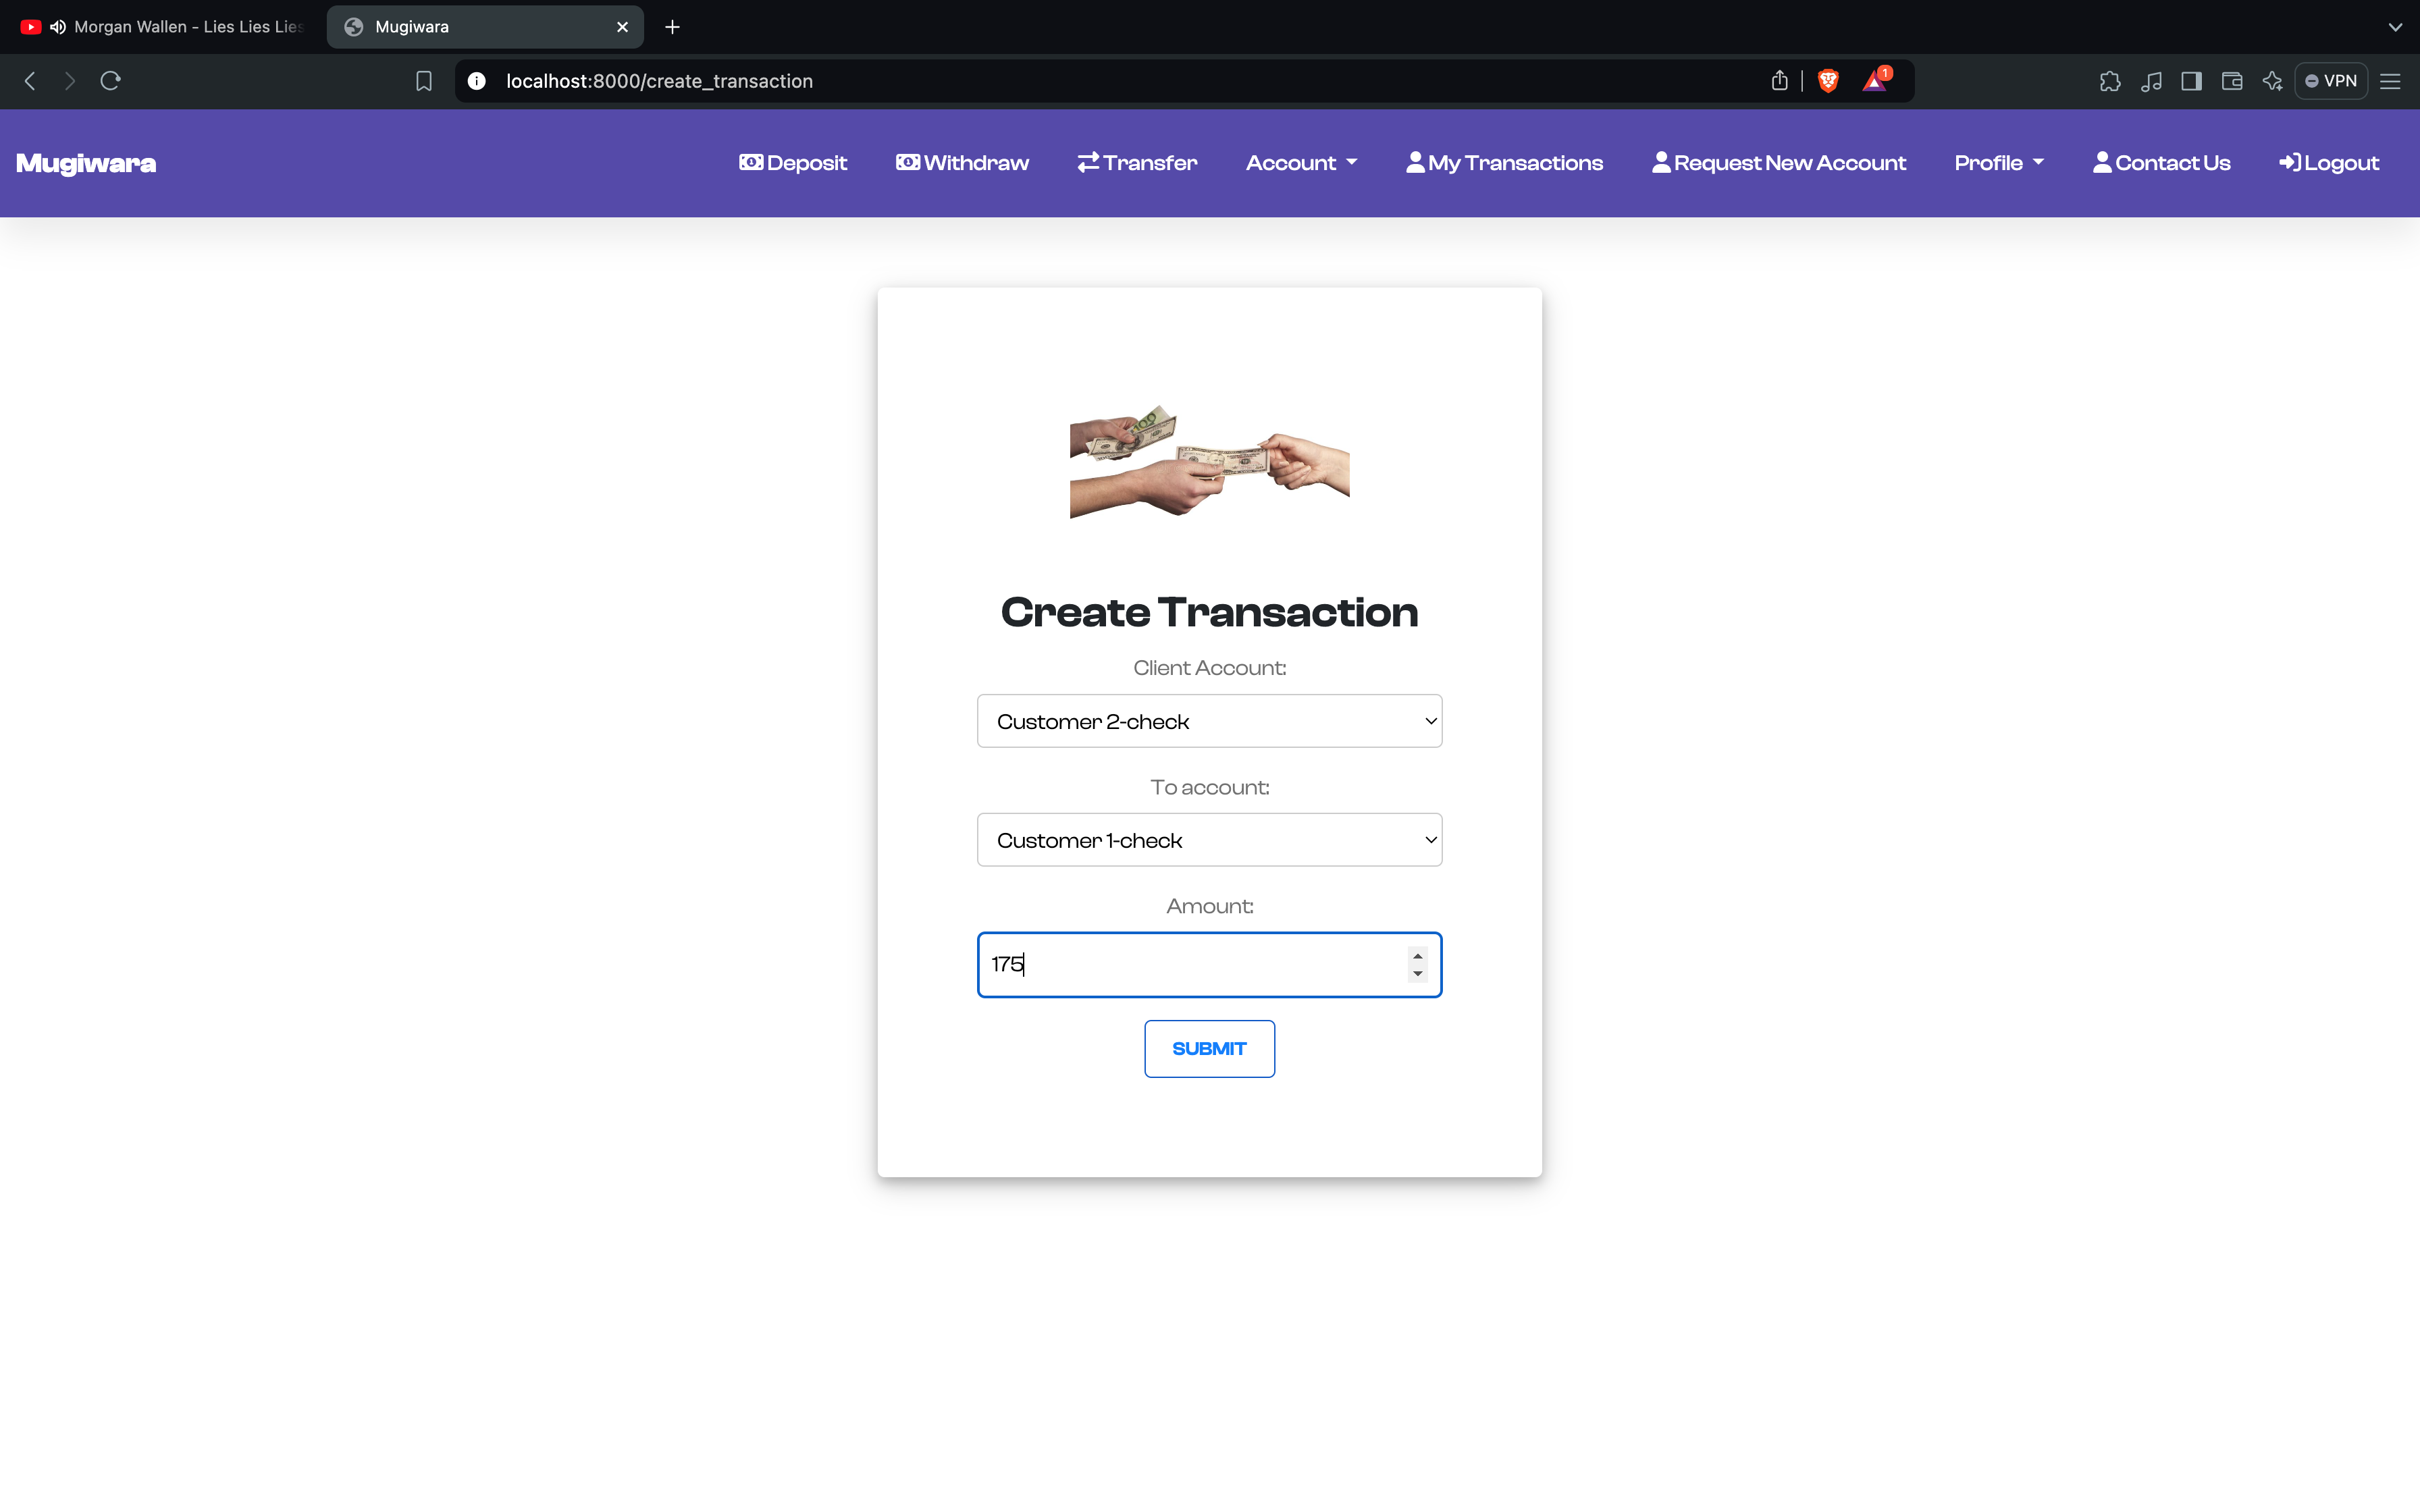 Morgan Wallen - Lies Lies Lies
Mugiwara
localhost:8000/create_transaction
1
VPN
Mugiwara
Deposit
Withdraw
Transfer
Account
My Transactions
Request New Account
Profile
Contact Us
Logout
100
Create Transaction
Client Account:
Customer 2-check
To account:
Customer 1-check
Amount:
175
SUBMIT